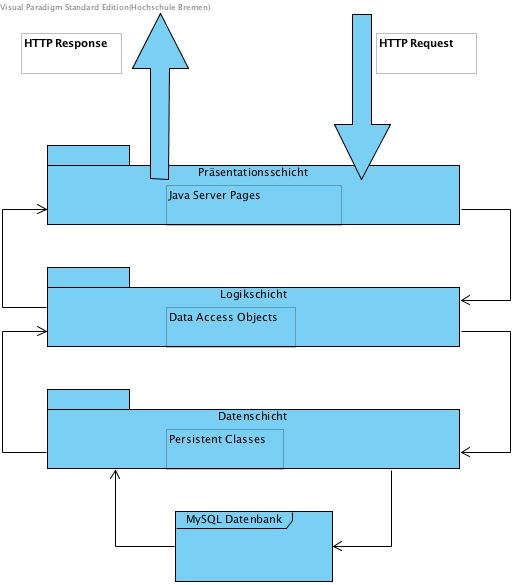 Visual Paradigm Standard Edition(Hochschule Bremen)
HTTP Response
HTTP Request
Präsentationsschicht
Java Server Pages
Logikschicht
Data Access Objects
Datenschicht
Persistent Classes
MySQL Datenbank